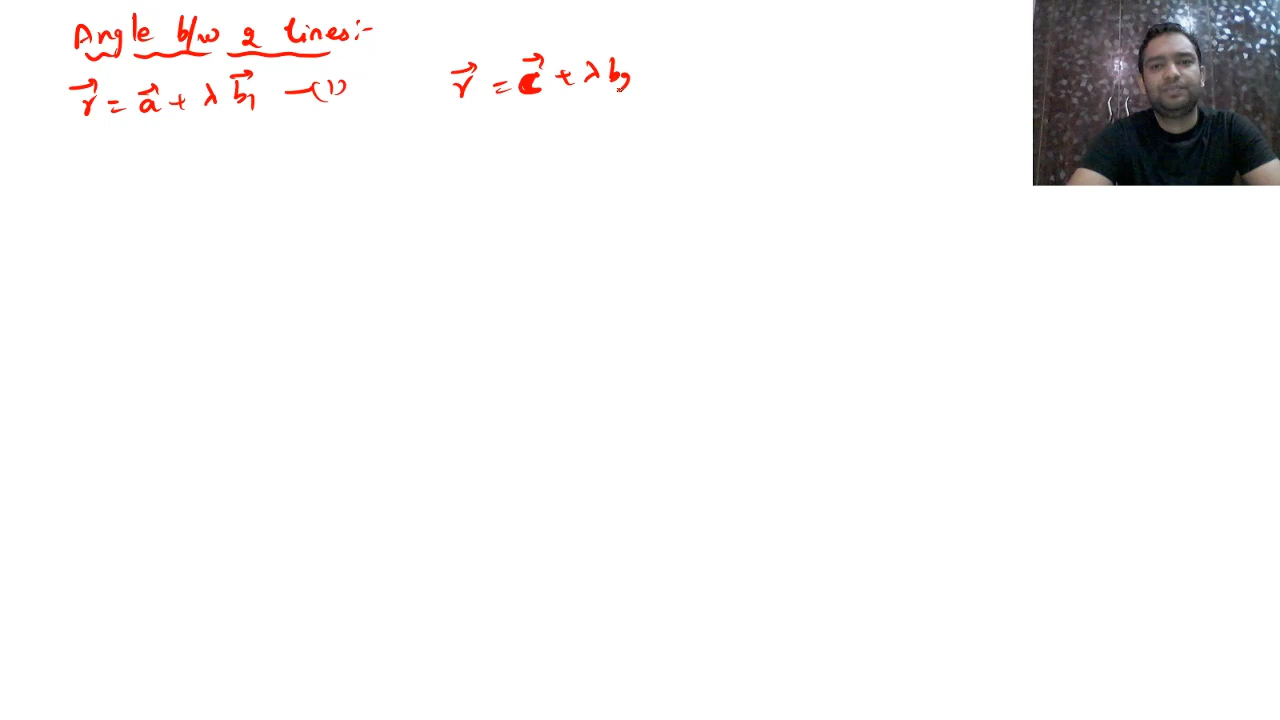 Angle b/w 2 lines:-
r⃗ = a⃗ + λ b⃗₁ —(1)
r⃗ = c⃗ + λ b₂